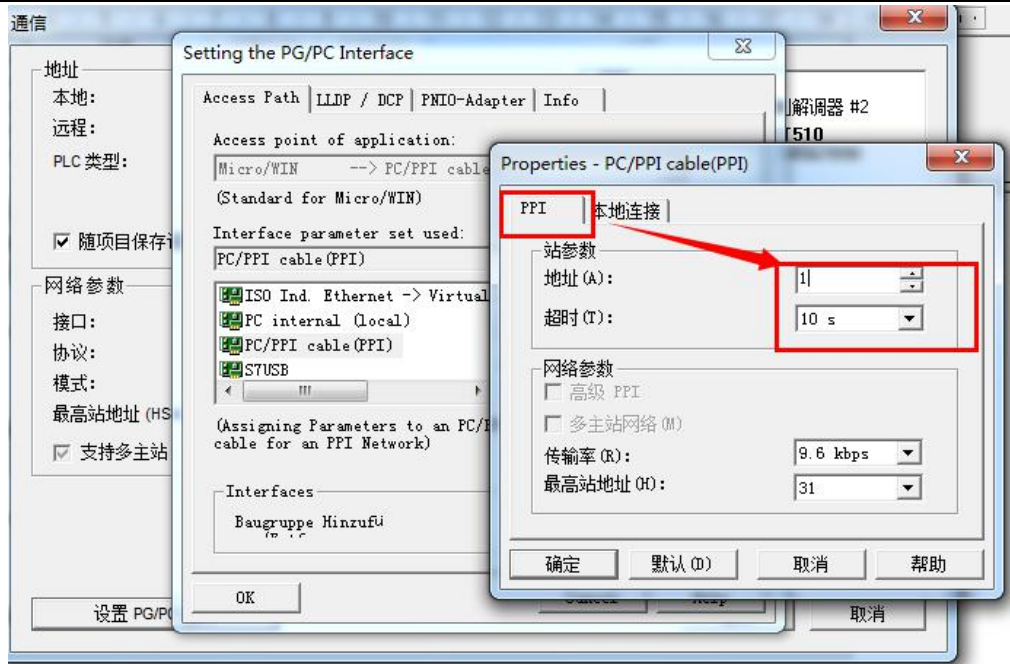 通信
地址
本地:
远程:
PLC 类型:
随项目保存
网络参数
接口:
协议:
模式:
最高站地址 (HS
支持多主站
设置 PG/PC
取消
解调器 #2
Setting the PG/PC Interface
Access Path
LLDP / DCP
PNIO-Adapter
Info
Access point of application:
Micro/WIN --> PC/PPI cable
(Standard for Micro/WIN)
Interface parameter set used:
PC/PPI cable(PPI)
ISO Ind. Ethernet -> Virtual
PC internal (local)
PC/PPI cable(PPI)
S7USB
(Assigning Parameters to an PC/
cable for an PPI Network)
Interfaces
Baugruppe Hinzufü
OK
Properties - PC/PPI cable(PPI)
PPI
本地连接
站参数
地址(A):
1
超时(T):
10 s
网络参数
高级 PPI
多主站网络(M)
传输率(R):
9.6 kbps
最高站地址(H):
31
确定
默认(D)
取消
帮助